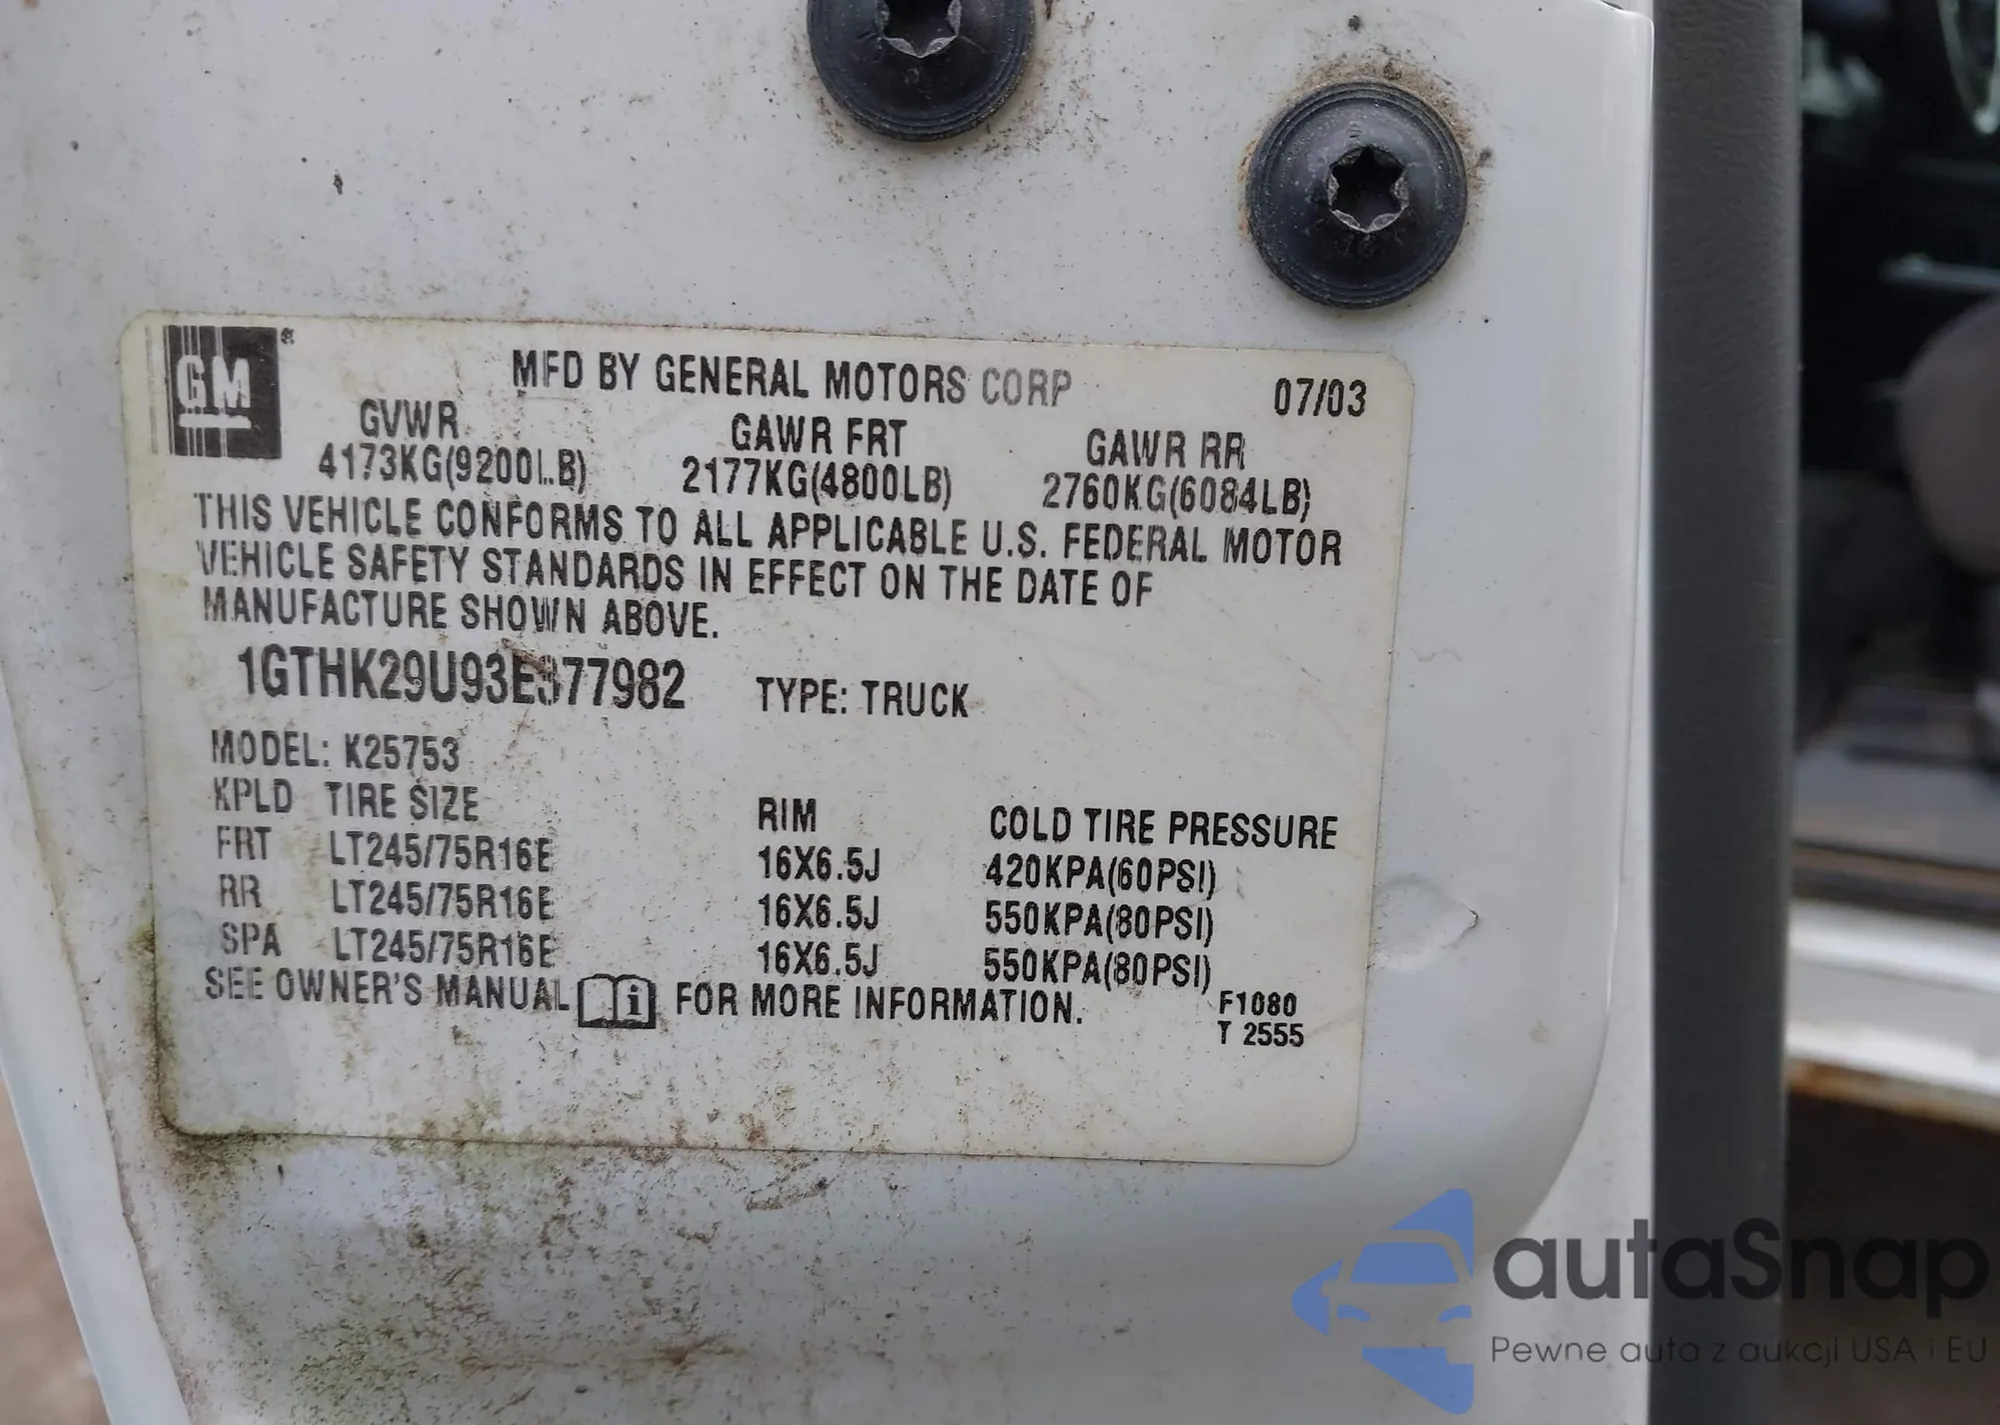 GM®
MFD BY GENERAL MOTORS CORP 07/03
GVWR GAWR FRT GAWR RR
4173KG(9200LB) 2177KG(4800LB) 2760KG(6084LB)
THIS VEHICLE CONFORMS TO ALL APPLICABLE U.S. FEDERAL MOTOR
VEHICLE SAFETY STANDARDS IN EFFECT ON THE DATE OF
MANUFACTURE SHOWN ABOVE.
1GTHK29U93E377982 TYPE: TRUCK
MODEL: K25753
KPLD TIRE SIZE RIM COLD TIRE PRESSURE
FRT LT245/75R16E 16X6.5J 420KPA(60PSI)
RR LT245/75R16E 16X6.5J 550KPA(80PSI)
SPA LT245/75R16E 16X6.5J 550KPA(80PSI)
SEE OWNER'S MANUAL i FOR MORE INFORMATION. F1080
T 2555
autaSnap
Pewne auta z aukcji USA i EU